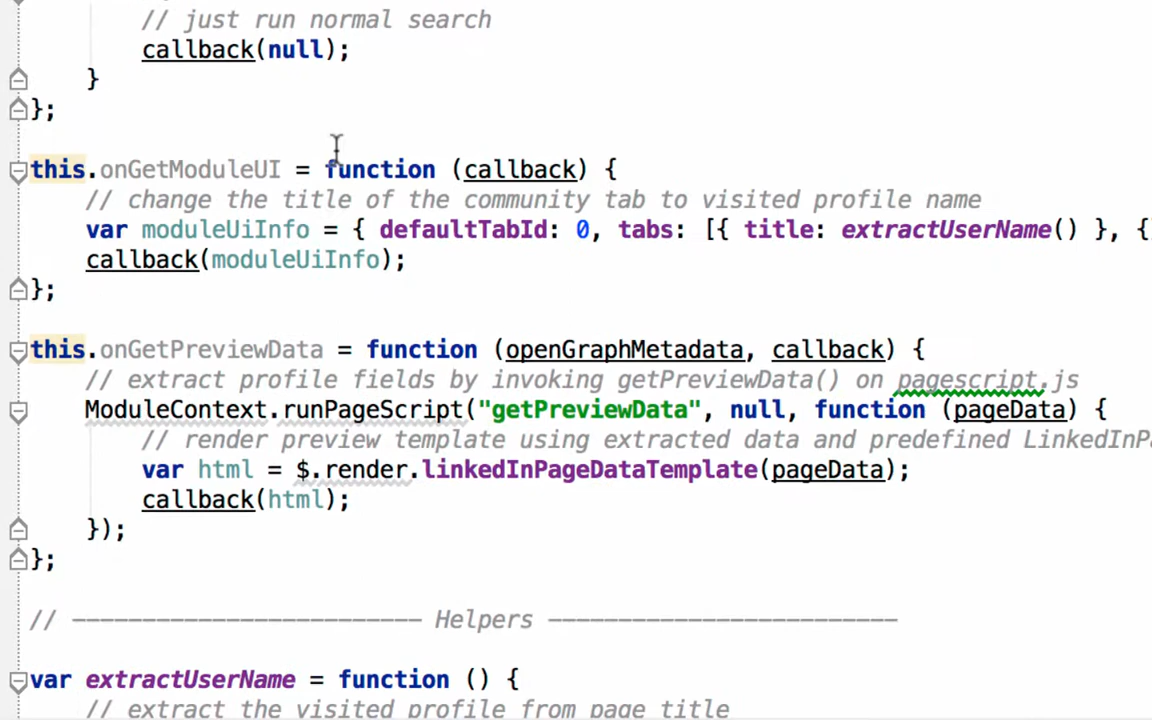 // just run normal search
callback(null);
}
};
this.onGetModuleUI = function (callback) {
// change the title of the community tab to visited profile name
var moduleUiInfo = { defaultTabId: 0, tabs: [{ title: extractUserName() }, {
callback(moduleUiInfo);
};
this.onGetPreviewData = function (openGraphMetadata, callback) {
// extract profile fields by invoking getPreviewData() on pagescript.js
ModuleContext.runPageScript("getPreviewData", null, function (pageData) {
// render preview template using extracted data and predefined LinkedInPa
var html = $.render.linkedInPageDataTemplate(pageData);
callback(html);
});
};
// ------------------------- Helpers -------------------------
var extractUserName = function () {
// extract the visited profile from page title